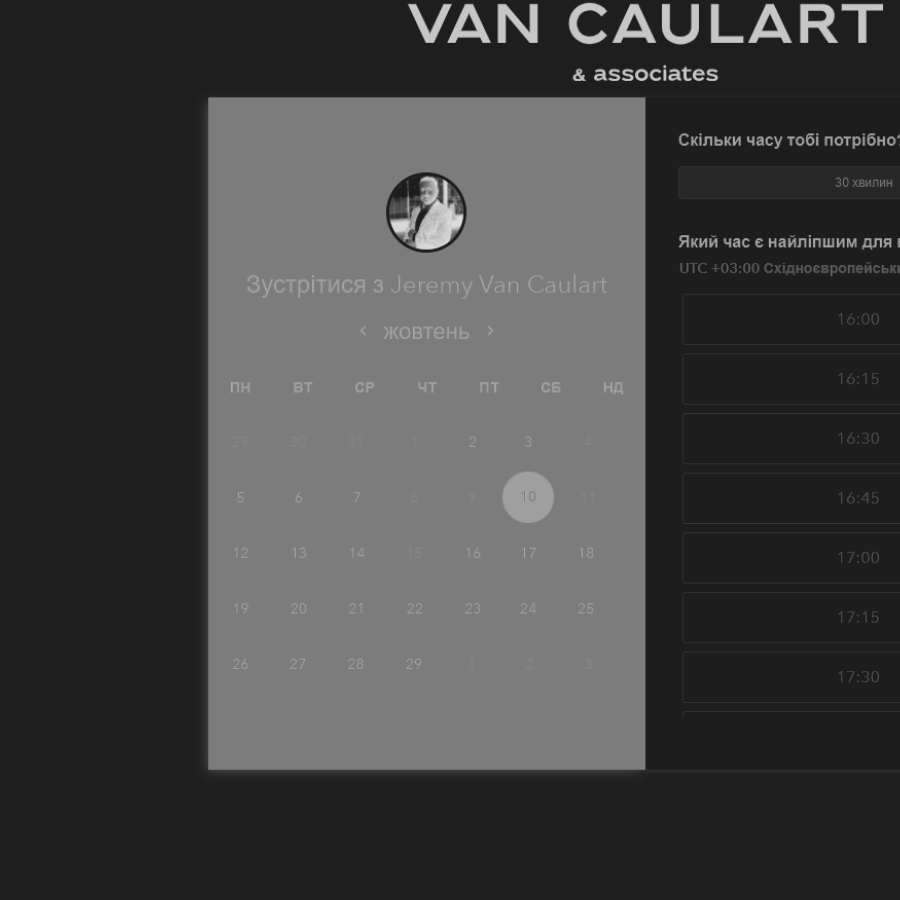 VAN CAULART
& associates
Зустрітися з Jeremy Van Caulart
‹ жовтень ›
ПН ВТ СР ЧТ ПТ СБ НД
29 30 31 1 2 3 4
5 6 7 8 9 10 11
12 13 14 15 16 17 18
19 20 21 22 23 24 25
26 27 28 29 1 2 3
Скільки часу тобі потрібно?
30 хвилин
Який час є найліпшим для
UTC +03:00
16:00
16:15
16:30
16:45
17:00
17:15
17:30